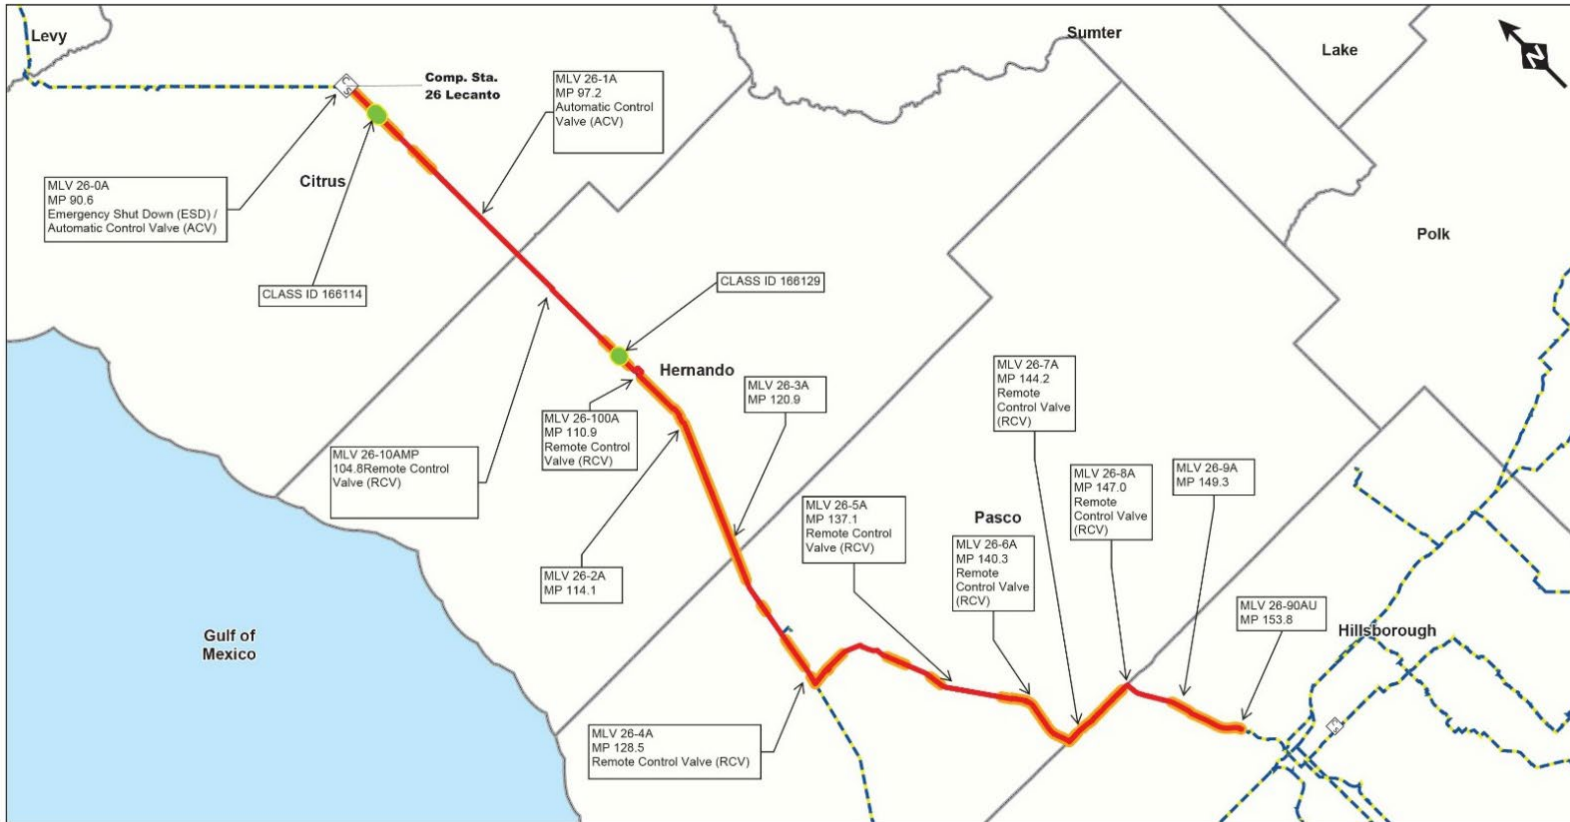 Levy
Sumter
Lake
N
Comp. Sta.
26 Lecanto
CS
MLV 26-1A
MP 97.2
Automatic Control
Valve (ACV)
Citrus
MLV 26-0A
MP 90.6
Emergency Shut Down (ESD) /
Automatic Control Valve (ACV)
Polk
CLASS ID 166114
CLASS ID 166129
Hernando
MLV 26-3A
MP 120.9
MLV 26-7A
MP 144.2
Remote
Control Valve
(RCV)
MLV 26-100A
MP 110.9
Remote Control
Valve (RCV)
MLV 26-10AMP
104.8Remote Control
Valve (RCV)
MLV 26-8A
MP 147.0
Remote
Control Valve
(RCV)
MLV 26-9A
MP 149.3
MLV 26-5A
MP 137.1
Remote Control
Valve (RCV)
Pasco
MLV 26-6A
MP 140.3
Remote
Control Valve
(RCV)
MLV 26-2A
MP 114.1
MLV 26-90AU
MP 153.8
Hillsborough
Gulf of
Mexico
MLV 26-4A
MP 128.5
Remote Control Valve (RCV)
CS